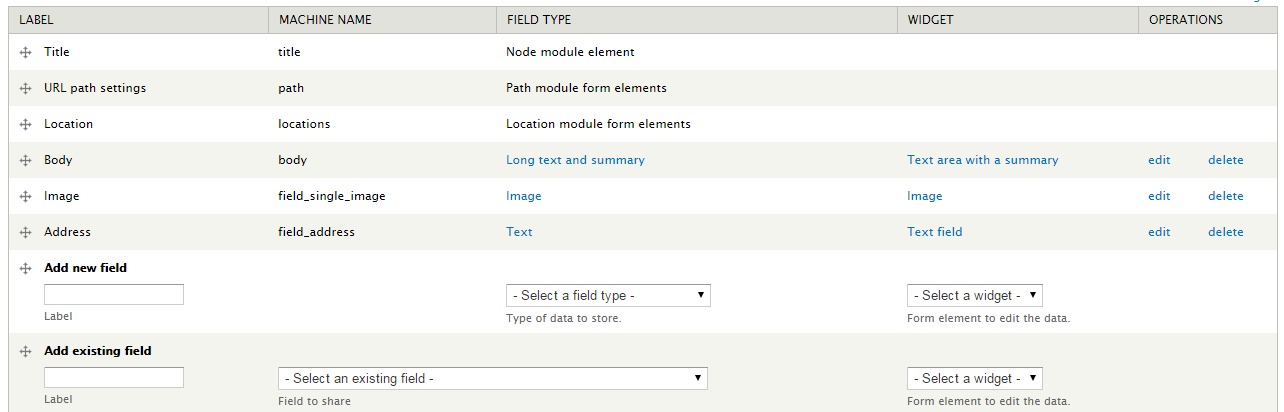 LABEL MACHINE NAME FIELD TYPE WIDGET OPERATIONS
Title title Node module element
URL path settings path Path module form elements
Location locations Location module form elements
Body body Long text and summary Text area with a summary edit delete
Image field_single_image Image Image edit delete
Address field_address Text Text field edit delete
Add new field
- Select a field type - - Select a widget -
Label Type of data to store. Form element to edit the data.
Add existing field
- Select an existing field - - Select a widget -
Label Field to share Form element to edit the data.